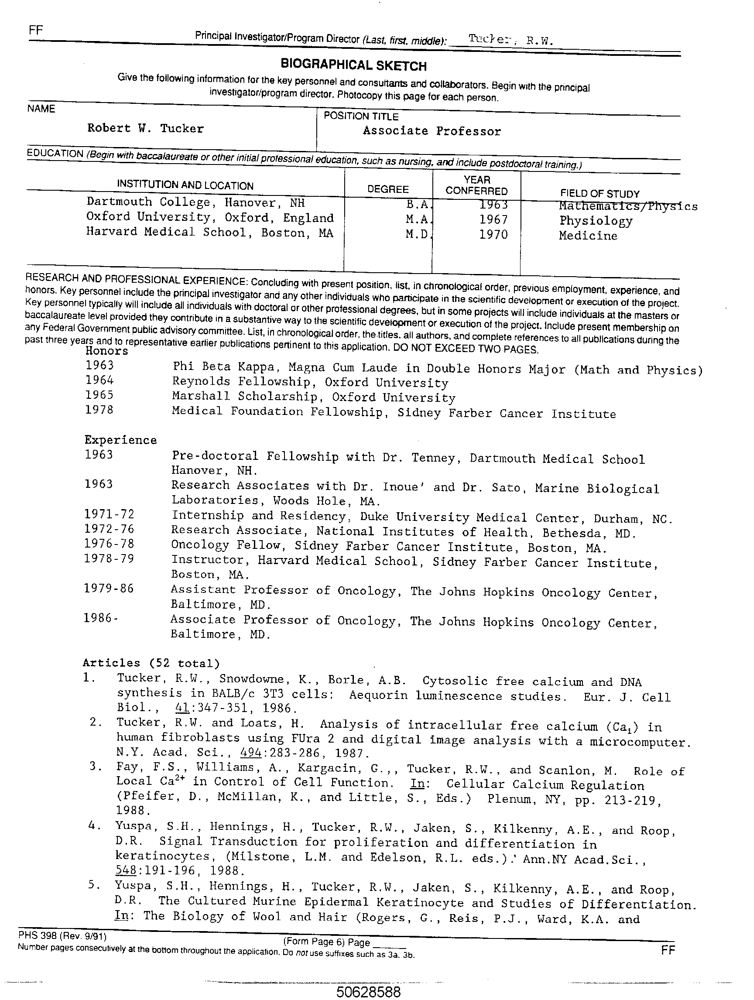 FF
Principal Investigator/Program Director (Last, first, middle): Tucker, R.W.
BIOGRAPHICAL SKETCH
Give the following information for the key personnel and consultants and collaborators. Begin with the principal
investigator/program director. Photocopy this page for each person.
NAME
POSITION TITLE
Robert W. Tucker
Associate Professor
EDUCATION (Begin with baccalaureate or other initial professional education, such as nursing, and include postdoctoral training.)
INSTITUTION AND LOCATION DEGREE YEAR CONFERRED FIELD OF STUDY
Dartmouth College, Hanover, NH B.A. 1963 Mathematics/Physics
Oxford University, Oxford, England M.A. 1967 Physiology
Harvard Medical School, Boston, MA M.D. 1970 Medicine
RESEARCH AND PROFESSIONAL EXPERIENCE: Concluding with present position, list, in chronological order, previous employment, experience, and
honors. Key personnel include the principal investigator and any other individuals who participate in the scientific development or execution of the project.
Key personnel typically will include all individuals with doctoral or other professional degrees, but in some projects will include individuals at the masters or
baccalaureate level provided they contribute in a substantive way to the scientific development or execution of the project. Include present membership on
any Federal Government public advisory committee. List, in chronological order, the titles, all authors, and complete references to all publications during the
past three years and to representative earlier publications pertinent to this application. DO NOT EXCEED TWO PAGES.
Honors
1963 Phi Beta Kappa, Magna Cum Laude in Double Honors Major (Math and Physics)
1964 Reynolds Fellowship, Oxford University
1965 Marshall Scholarship, Oxford University
1978 Medical Foundation Fellowship, Sidney Farber Cancer Institute
Experience
1963 Pre-doctoral Fellowship with Dr. Tenney, Dartmouth Medical School
Hanover, NH.
1963 Research Associates with Dr. Inoue' and Dr. Sato, Marine Biological
Laboratories, Woods Hole, MA.
1971-72 Internship and Residency, Duke University Medical Center, Durham, NC.
1972-76 Research Associate, National Institutes of Health, Bethesda, MD.
1976-78 Oncology Fellow, Sidney Farber Cancer Institute, Boston, MA.
1978-79 Instructor, Harvard Medical School, Sidney Farber Cancer Institute,
Boston, MA.
1979-86 Assistant Professor of Oncology, The Johns Hopkins Oncology Center,
Baltimore, MD.
1986- Associate Professor of Oncology, The Johns Hopkins Oncology Center,
Baltimore, MD.
Articles (52 total)
1. Tucker, R.W., Snowdowne, K., Borle, A.B. Cytosolic free calcium and DNA
synthesis in BALB/c 3T3 cells: Aequorin luminescence studies. Eur. J. Cell
Biol., 41:347-351, 1986.
2. Tucker, R.W. and Loats, H. Analysis of intracellular free calcium (Cai) in
human fibroblasts using FUra 2 and digital image analysis with a microcomputer.
N.Y. Acad. Sci., 494:283-286, 1987.
3. Fay, F.S., Williams, A., Kargacin, G.,, Tucker, R.W., and Scanlon, M. Role of
Local Ca2+ in Control of Cell Function. In: Cellular Calcium Regulation
(Pfeifer, D., McMillan, K., and Little, S., Eds.) Plenum, NY, pp. 213-219,
1988.
4. Yuspa, S.H., Hennings, H., Tucker, R.W., Jaken, S., Kilkenny, A.E., and Roop,
D.R. Signal Transduction for proliferation and differentiation in
keratinocytes, (Milstone, L.M. and Edelson, R.L. eds.).' Ann.NY Acad.Sci.,
548:191-196, 1988.
5. Yuspa, S.H., Hennings, H., Tucker, R.W., Jaken, S., Kilkenny, A.E., and Roop,
D.R. The Cultured Murine Epidermal Keratinocyte and Studies of Differentiation.
In: The Biology of Wool and Hair (Rogers, G., Reis, P.J., Ward, K.A. and
PHS 398 (Rev. 9/91) (Form Page 6) Page
Number pages consecutively at the bottom throughout the application. Do not use suffixes such as 3a. 3b.
FF
50628588